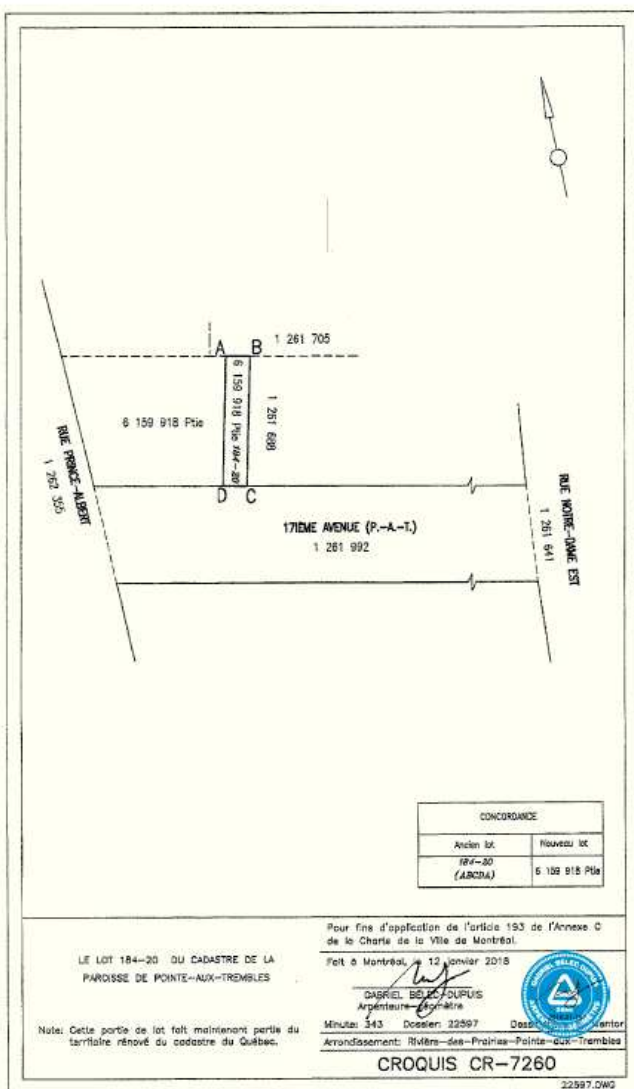 1 261 705
A B
6 159 918 Ptie 184-20
1 261 688
6 159 918 Ptie
RUE PRINCE-ALBERT
1 262 355
D C
17IÈME AVENUE (P.-A.-T.)
1 261 992
RUE NOTRE-DAME EST
1 261 641
CONCORDANCE
Ancien lot Nouveau lot
184-20 6 159 918 Ptie
(ABCDA)
LE LOT 184-20 DU CADASTRE DE LA
PAROISSE DE POINTE-AUX-TREMBLES
Note: Cette partie de lot fait maintenant partie du
territoire rénové du cadastre du Québec.
Pour fins d'application de l'article 193 de l'Annexe C
de la Charte de la Ville de Montréal.
Fait à Montréal, le 12 janvier 2018
GABRIEL BÉLEC-DUPUIS
Arpenteure-géomètre
Minute: 343 Dossier: 22597
Arrondissement: Rivière-des-Prairies-Pointe-aux-Trembles
CROQUIS CR-7260
22597.DWG
GABRIEL BÉLEC DUPUIS